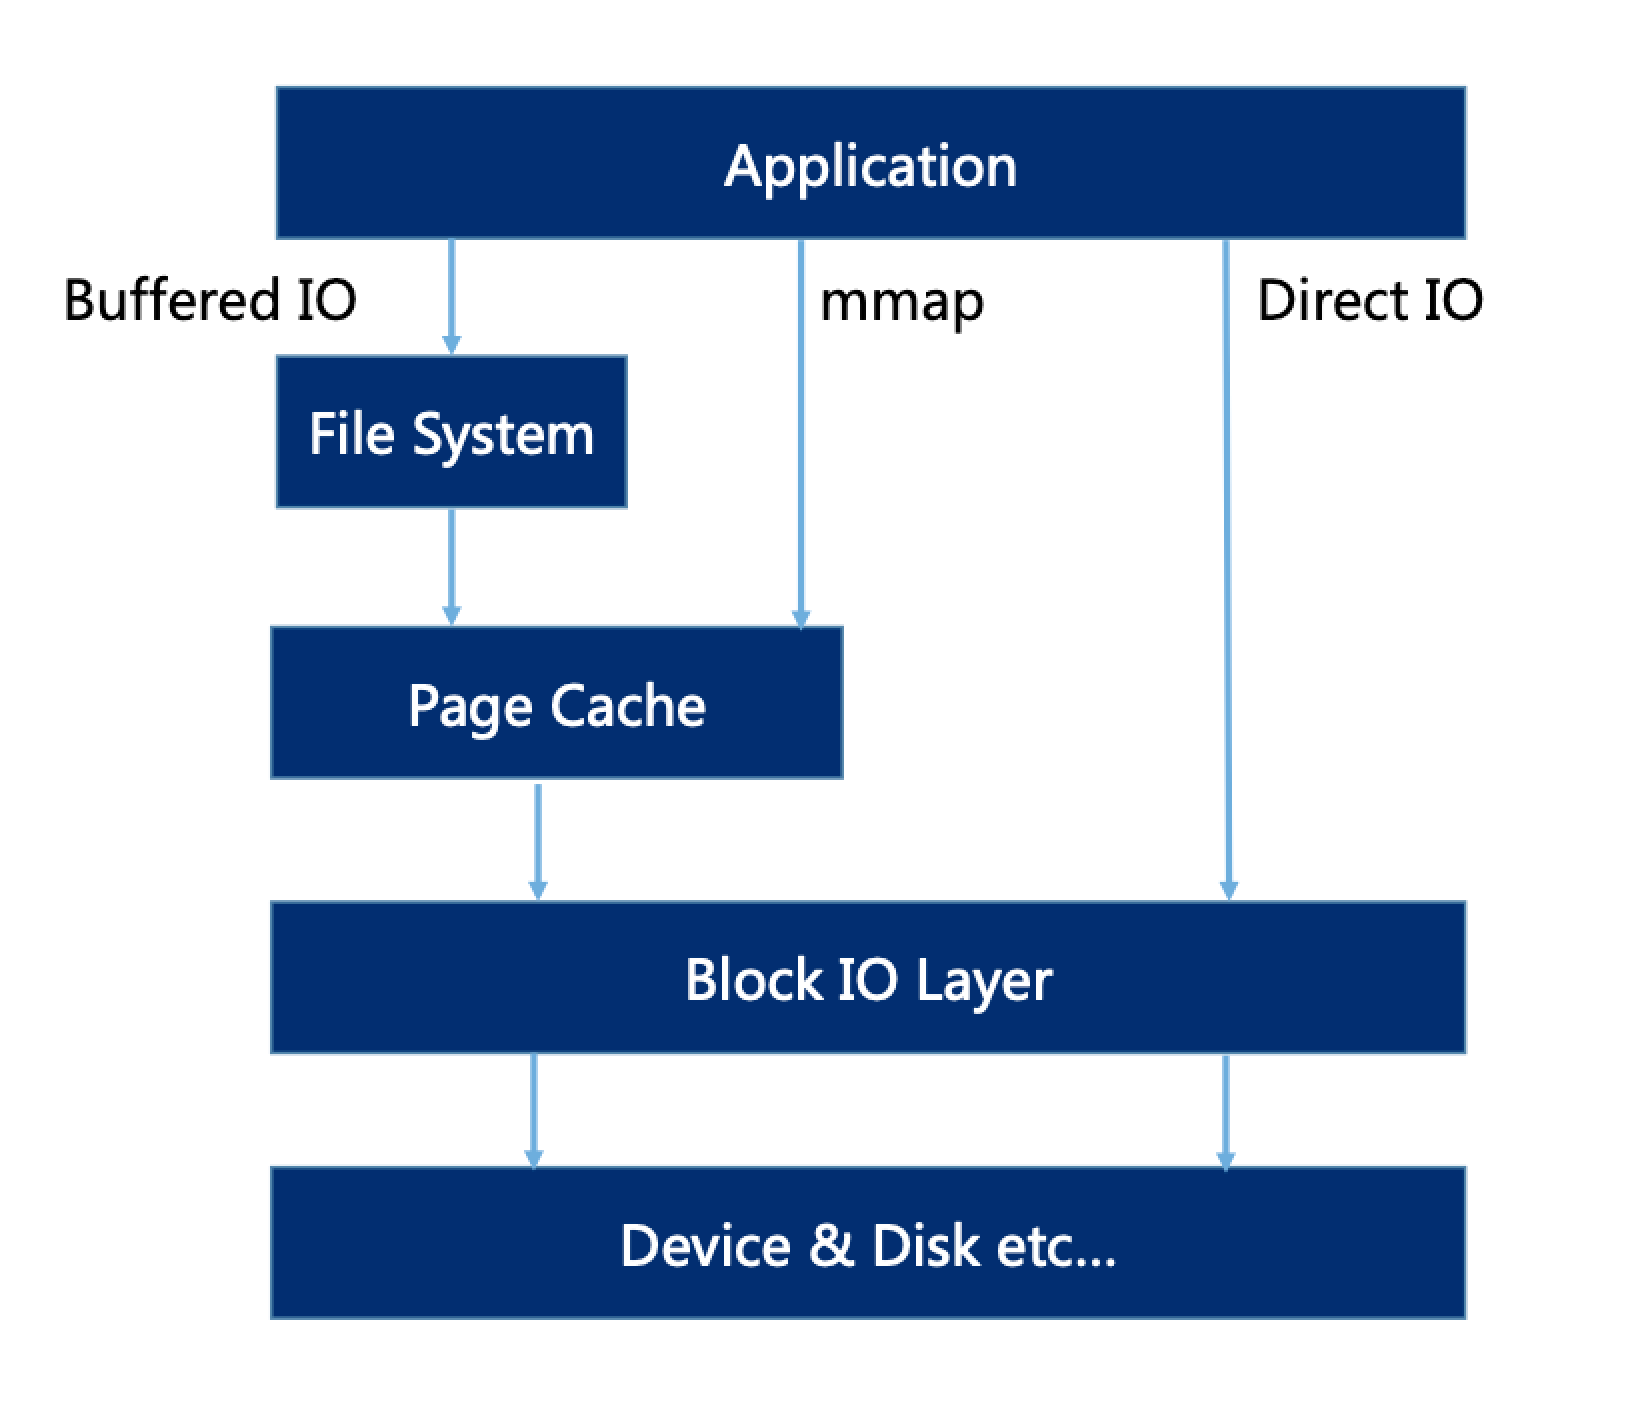 Application
Buffered IO
mmap
Direct IO
File System
Page Cache
Block IO Layer
Device & Disk etc...